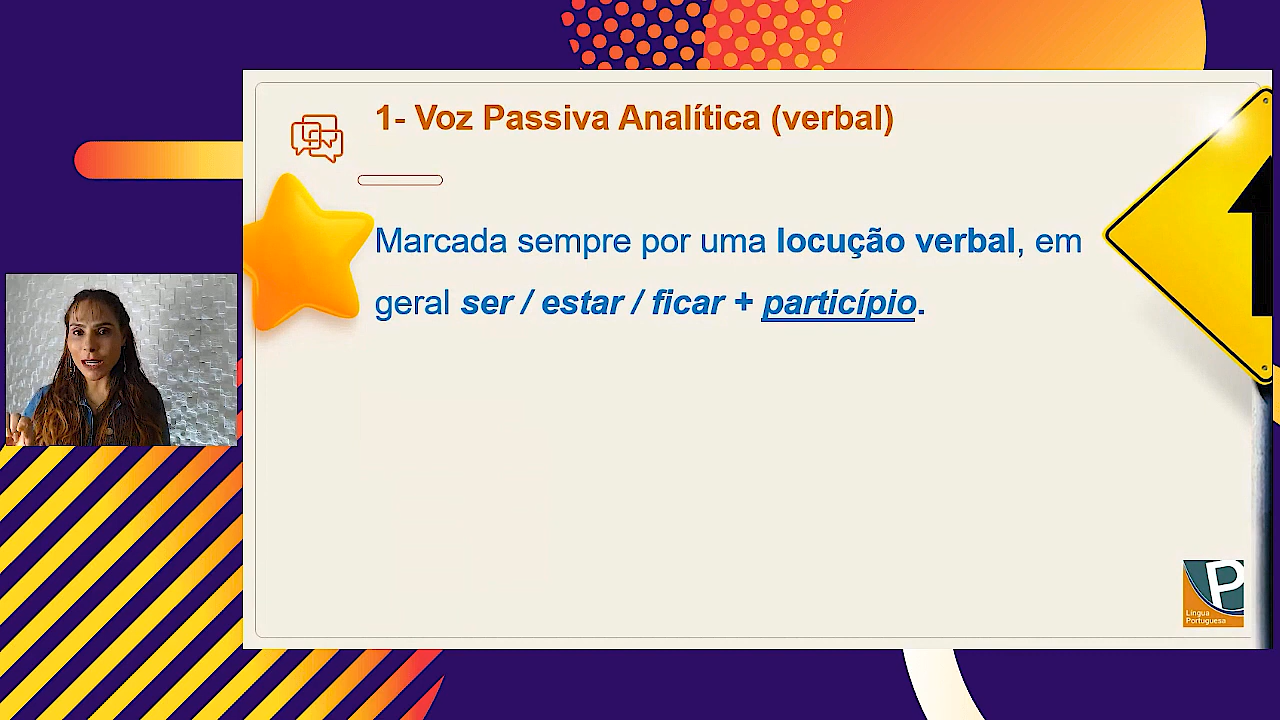 1- Voz Passiva Analítica (verbal)
Marcada sempre por uma locução verbal, em
geral ser / estar / ficar + particípio.
P
Língua
Portuguesa